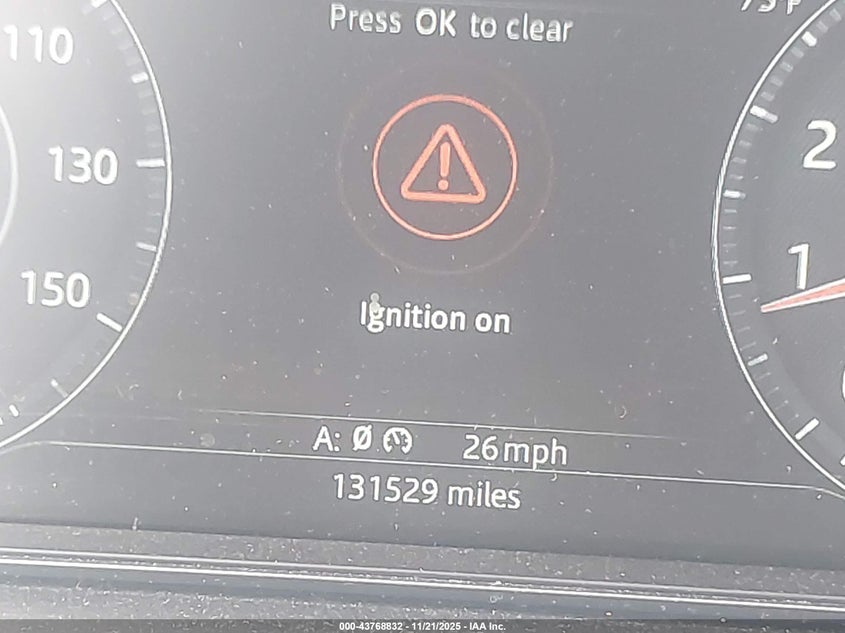 Press OK to clear
110
130
150
2
1
Ignition on
A: Ø 26 mph
131529 miles
000-43768832 - 11/21/2025 - IAA Inc.